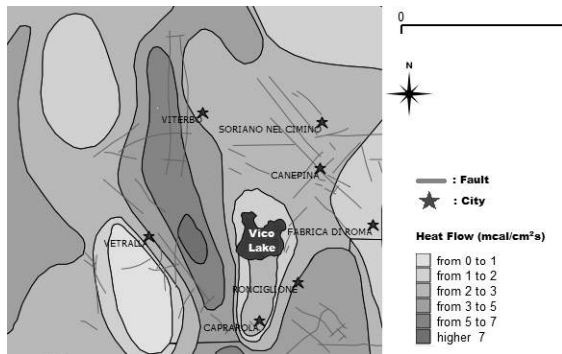 0
N
VITERBO
SORIANO NEL CIMINO
CANEPINA
Vico
Lake
FABRICA DI ROMA
VETRALLA
RONCIGLIONE
CAPRAROLA
: Fault
: City
Heat Flow (mcal/cm²s)
from 0 to 1
from 1 to 2
from 2 to 3
from 3 to 5
from 5 to 7
higher 7